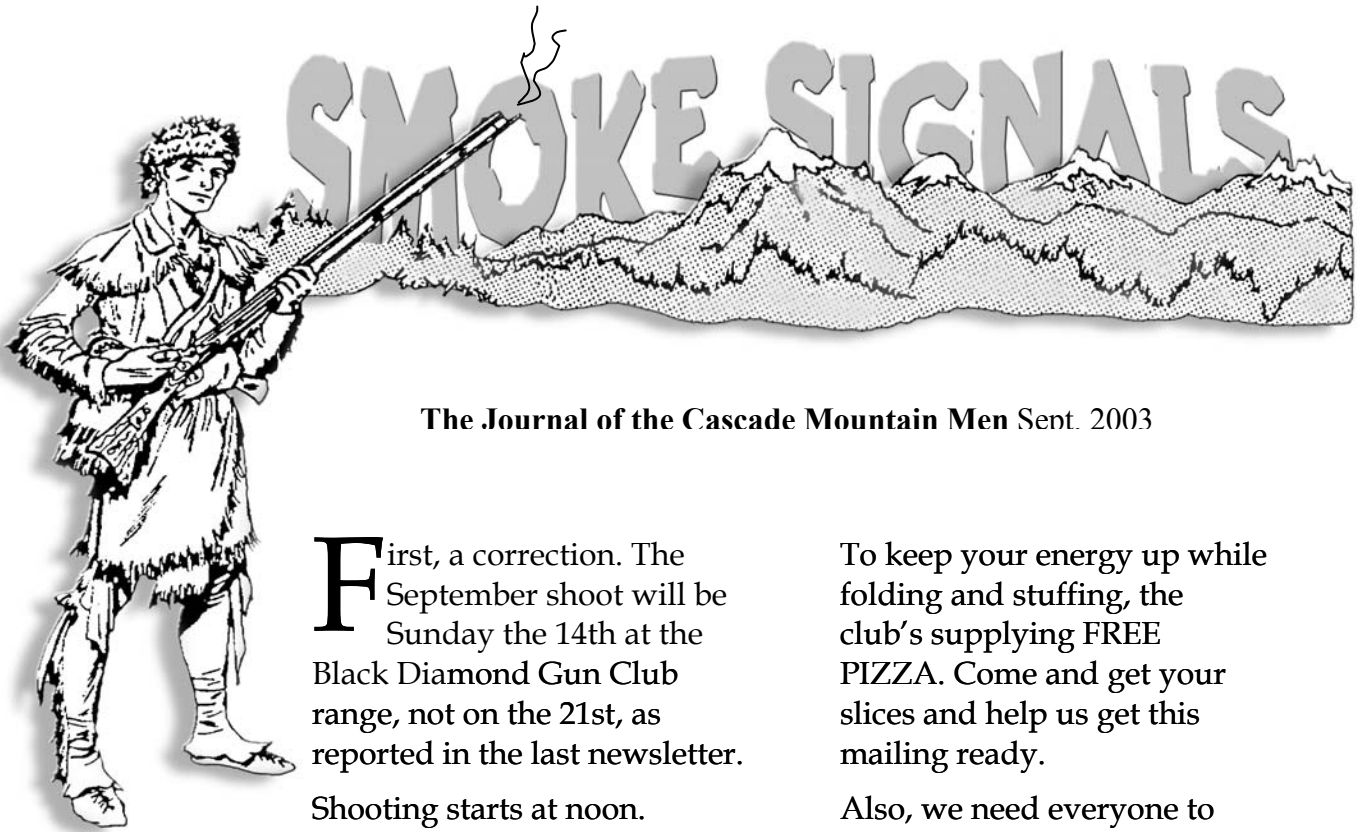 SMOKE SIGNALS
The Journal of the Cascade Mountain Men Sept. 2003
First, a correction. The
September shoot will be
Sunday the 14th at the
Black Diamond Gun Club
range, not on the 21st, as
reported in the last newsletter.
Shooting starts at noon.
To keep your energy up while
folding and stuffing, the
club’s supplying FREE
PIZZA. Come and get your
slices and help us get this
mailing ready.
Also, we need everyone to